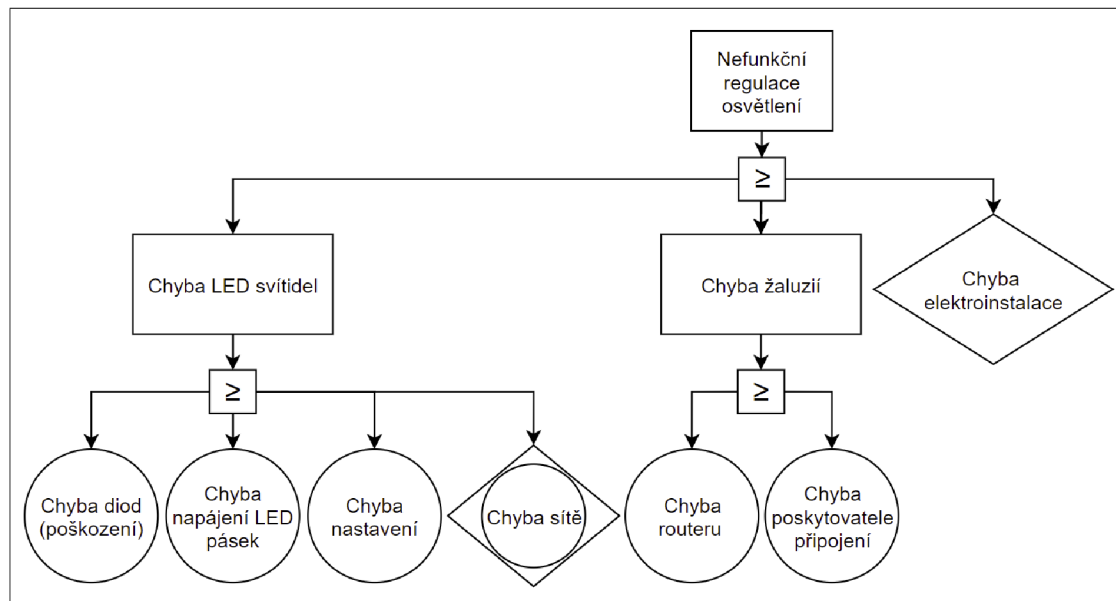 Nefunkční
regulace
osvětlení
≥
Chyba LED svítidel
Chyba žaluzií
Chyba
elektroinstalace
≥
≥
Chyba diod
(poškození)
Chyba
napájení LED
pásek
Chyba
nastavení
Chyba sítě
Chyba
routeru
Chyba
poskytovatele
připojení